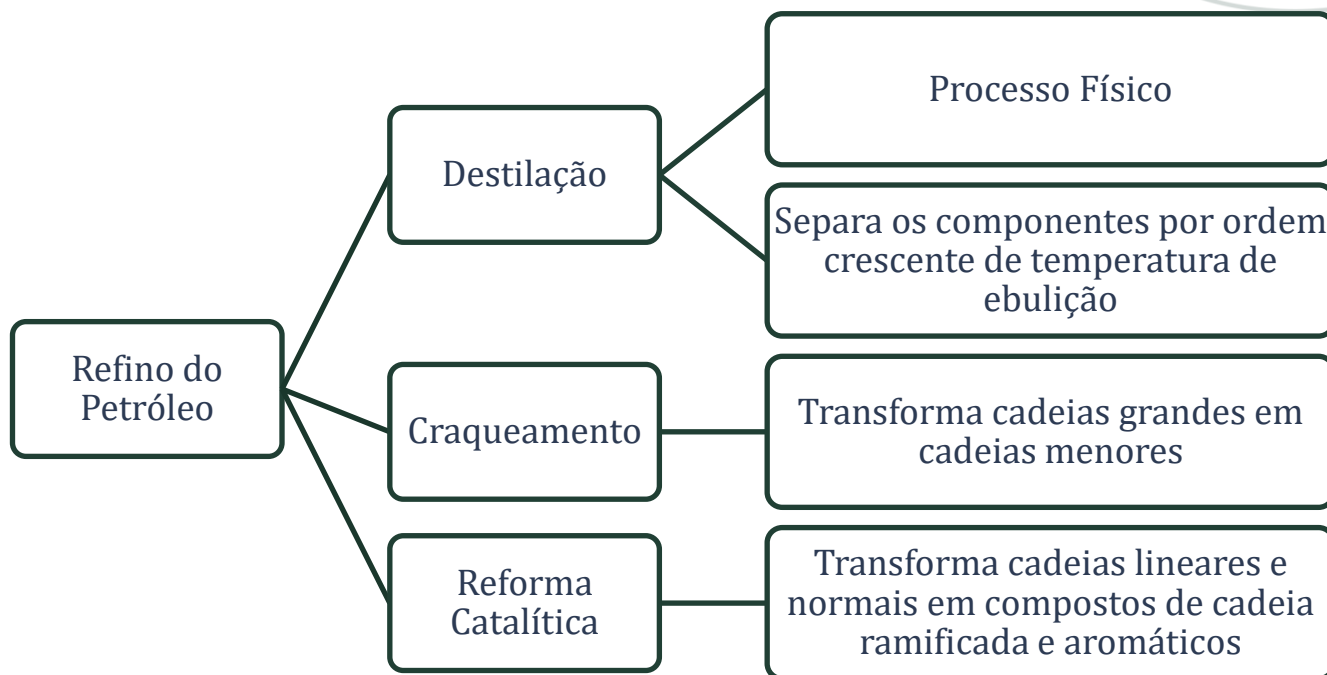 Refino do
Petróleo
Destilação
Processo Físico
Separa os componentes por ordem
crescente de temperatura de
ebulição
Craqueamento
Transforma cadeias grandes em
cadeias menores
Reforma
Catalítica
Transforma cadeias lineares e
normais em compostos de cadeia
ramificada e aromáticos